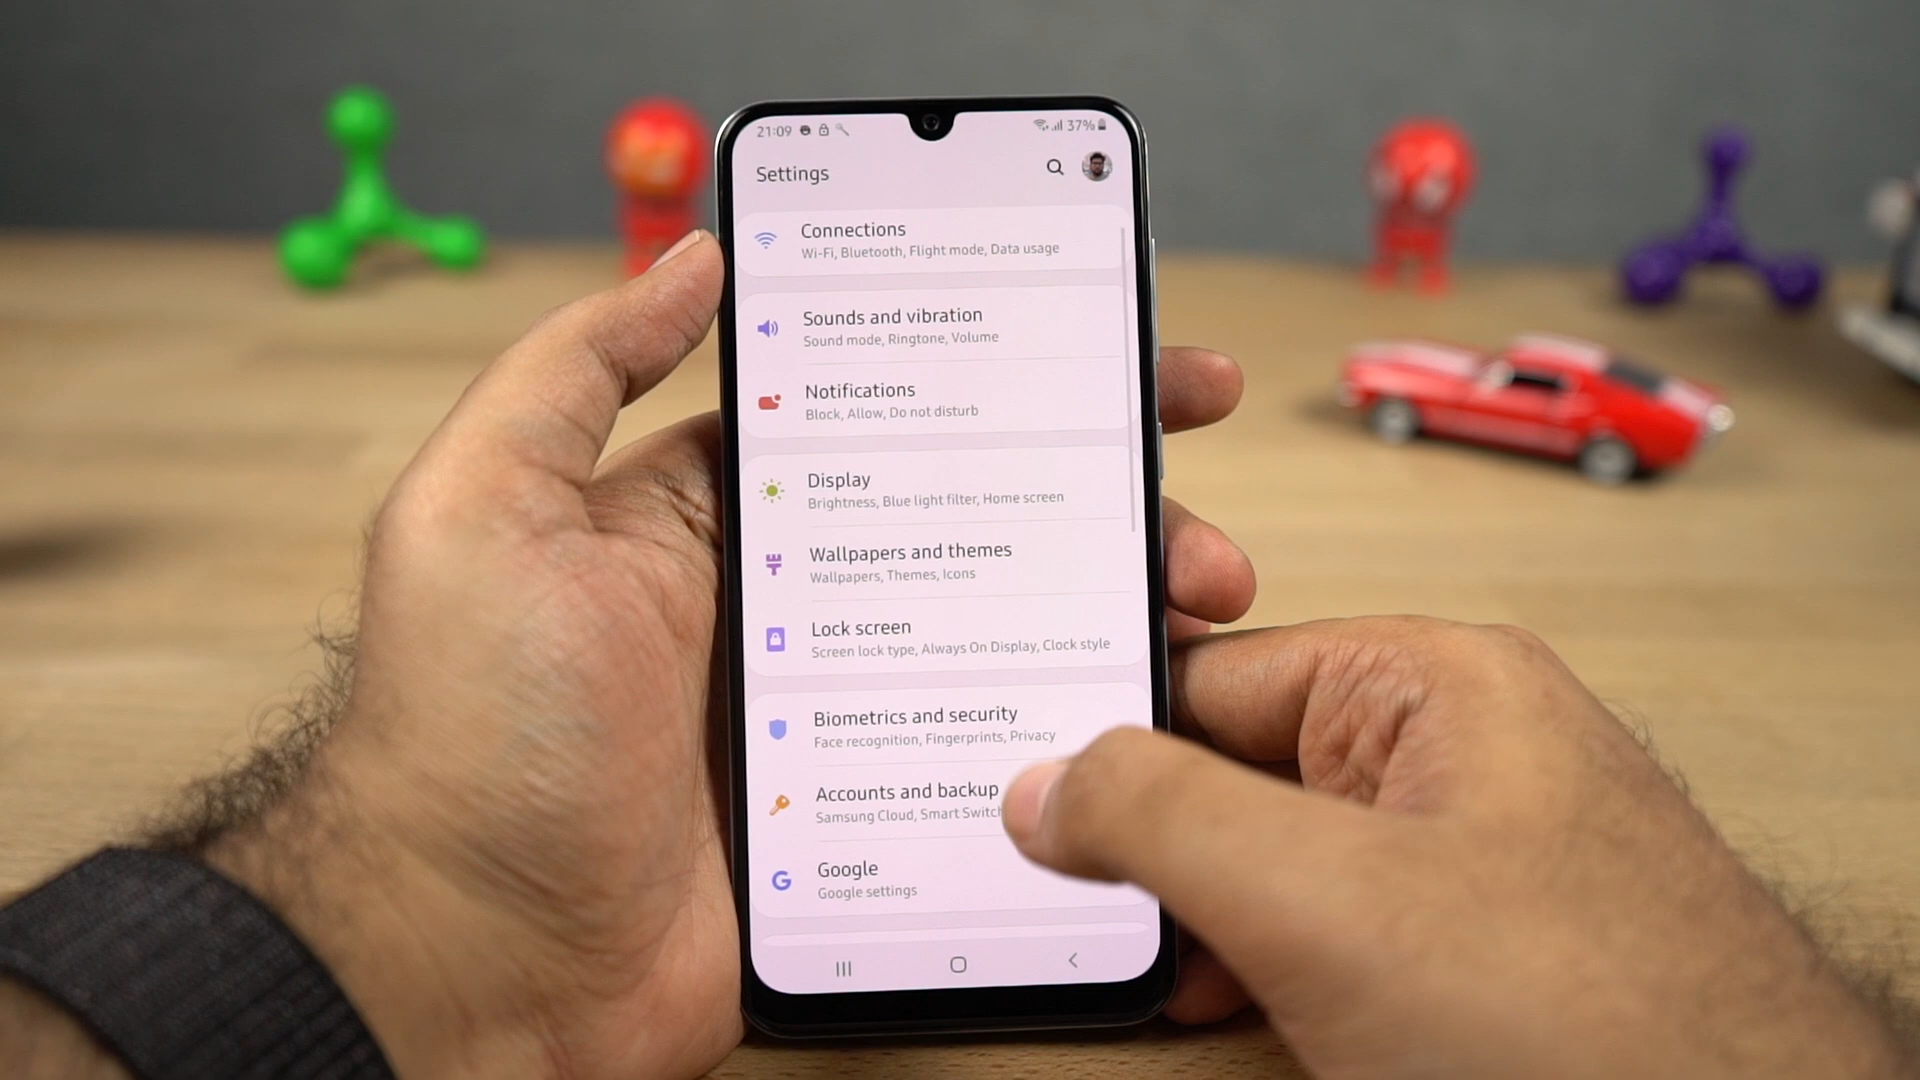 21:09
37%
Settings
Connections
Wi-Fi, Bluetooth, Flight mode, Data usage
Sounds and vibration
Sound mode, Ringtone, Volume
Notifications
Block, Allow, Do not disturb
Display
Brightness, Blue light filter, Home screen
Wallpapers and themes
Wallpapers, Themes, Icons
Lock screen
Screen lock type, Always On Display, Clock style
Biometrics and security
Face recognition, Fingerprints, Privacy
Accounts and backup
Samsung Cloud, Smart Switch
G
Google
Google settings